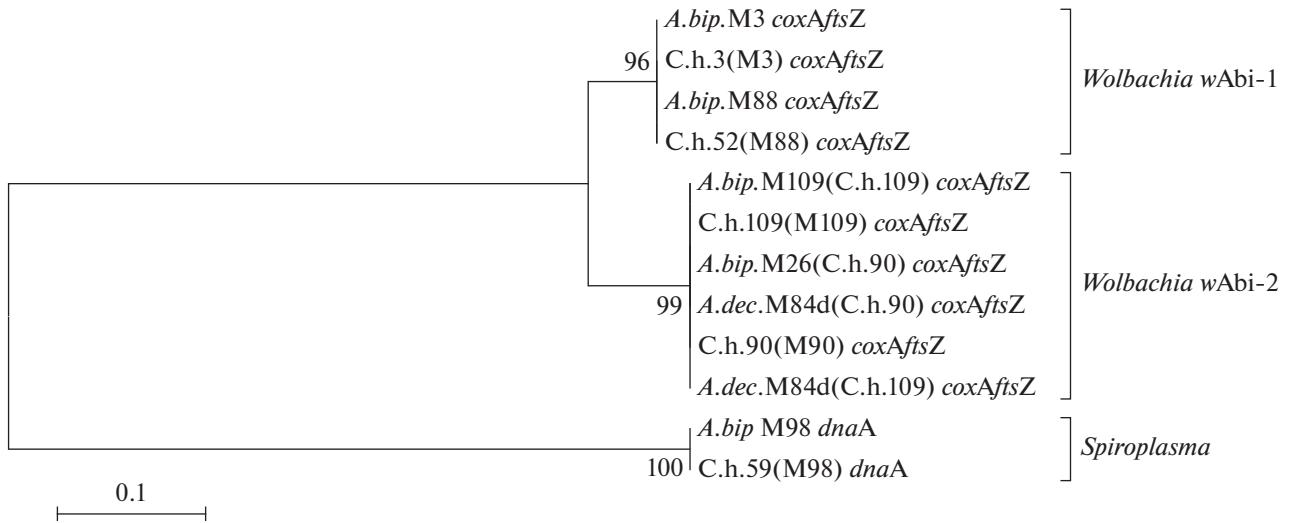 A.bip.M3 coxAftsZ
96
C.h.3(M3) coxAftsZ
Wolbachia wAbi-1
A.bip.M88 coxAftsZ
C.h.52(M88) coxAftsZ
A.bip.M109(C.h.109) coxAftsZ
C.h.109(M109) coxAftsZ
A.bip.M26(C.h.90) coxAftsZ
Wolbachia wAbi-2
99
A.dec.M84d(C.h.90) coxAftsZ
C.h.90(M90) coxAftsZ
A.dec.M84d(C.h.109) coxAftsZ
A.bip M98 dnaA
Spiroplasma
100
C.h.59(M98) dnaA
0.1